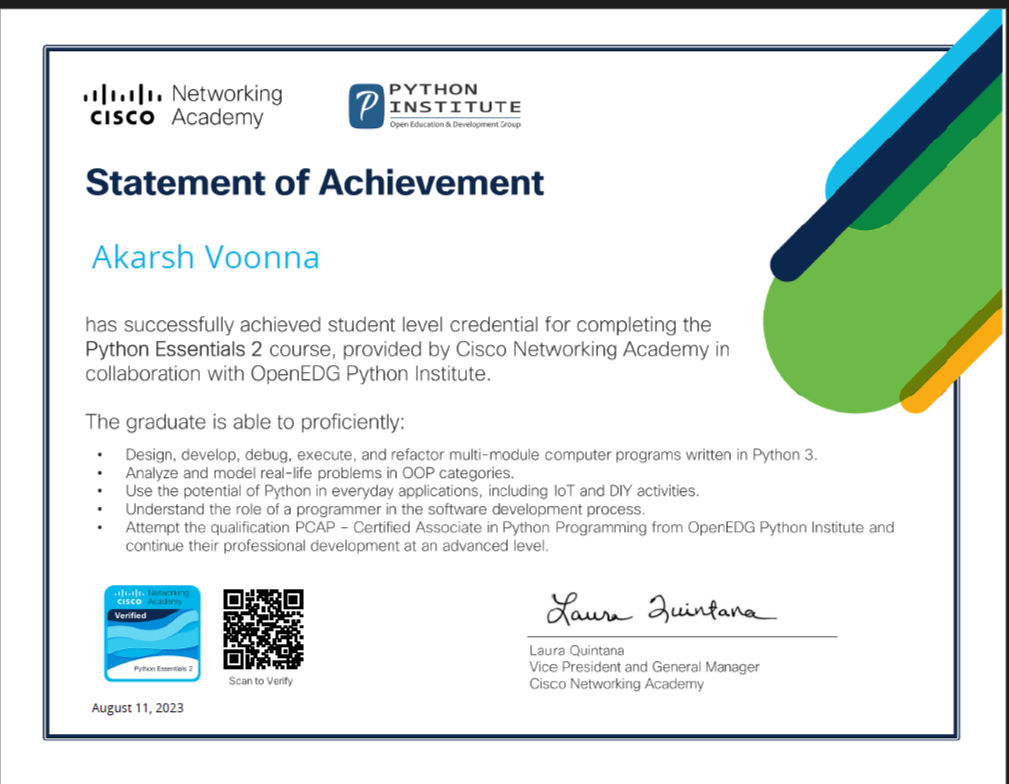 CISCO Networking Academy
PYTHON INSTITUTE
Open Education & Development Group
Statement of Achievement
Akarsh Voonna
has successfully achieved student level credential for completing the
Python Essentials 2 course, provided by Cisco Networking Academy in
collaboration with OpenEDG Python Institute.
The graduate is able to proficiently:
• Design, develop, debug, execute, and refactor multi-module computer programs written in Python 3.
• Analyze and model real-life problems in OOP categories.
• Use the potential of Python in everyday applications, including IoT and DIY activities.
• Understand the role of a programmer in the software development process.
• Attempt the qualification PCAP – Certified Associate in Python Programming from OpenEDG Python Institute and
continue their professional development at an advanced level.
CISCO Networking Academy
Verified
Python Essentials 2
Scan to Verify
August 11, 2023
Laura Quintana
Laura Quintana
Vice President and General Manager
Cisco Networking Academy